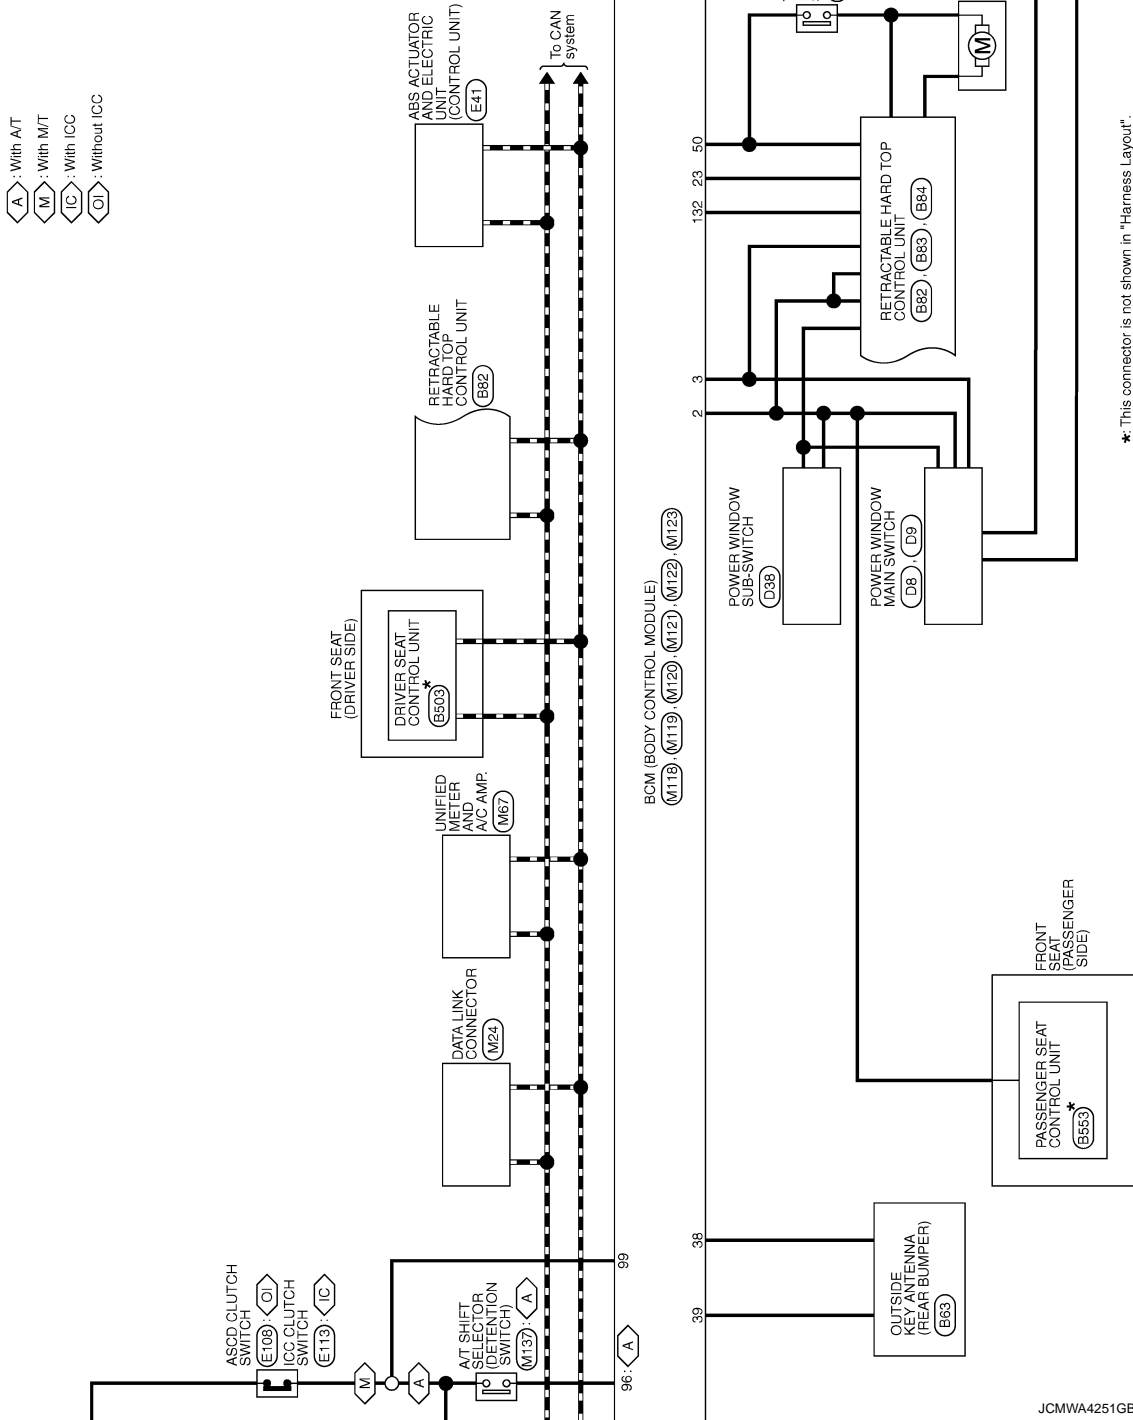 A : With A/T
M : With M/T
IC : With ICC
OI : Without ICC
ASCD CLUTCH
SWITCH
E108 : OI
ICC CLUTCH
SWITCH
E113 : IC
M
A
A/T SHIFT
SELECTOR
(DETENTION
SWITCH)
M137 : A
96 : A
99
DATA LINK
CONNECTOR
M24
UNIFIED
METER
AND
A/C AMP.
M67
FRONT SEAT
(DRIVER SIDE)
DRIVER SEAT
CONTROL UNIT
*
B503
RETRACTABLE
HARD TOP
CONTROL UNIT
B82
ABS ACTUATOR
AND ELECTRIC
UNIT
(CONTROL UNIT)
E41
To CAN
system
BCM (BODY CONTROL MODULE)
M118 , M119 , M120 , M121 , M122 , M123
39
38
2
3
132
23
50
OUTSIDE
KEY ANTENNA
(REAR BUMPER)
B63
FRONT
SEAT
(PASSENGER
SIDE)
PASSENGER SEAT
CONTROL UNIT
*
B553
POWER WINDOW
SUB-SWITCH
D38
POWER WINDOW
MAIN SWITCH
D8 , D9
RETRACTABLE HARD TOP
CONTROL UNIT
B82 , B83 , B84
M
*: This connector is not shown in "Harness Layout".
JCMWA4251GB